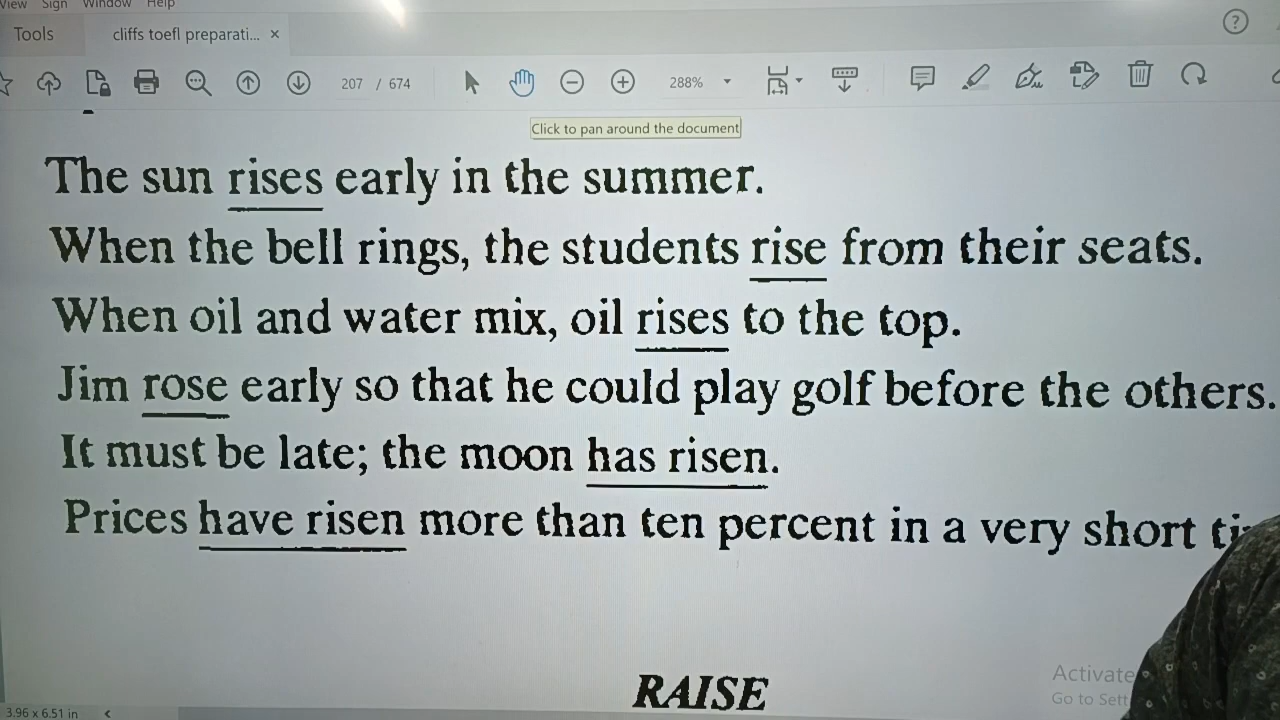 View Sign Window Help
Tools cliffs toefl preparati... ×
207 / 674 288%
Click to pan around the document
The sun rises early in the summer.
When the bell rings, the students rise from their seats.
When oil and water mix, oil rises to the top.
Jim rose early so that he could play golf before the others.
It must be late; the moon has risen.
Prices have risen more than ten percent in a very short
RAISE
Activate
Go to Sett
3.96 x 6.51 in